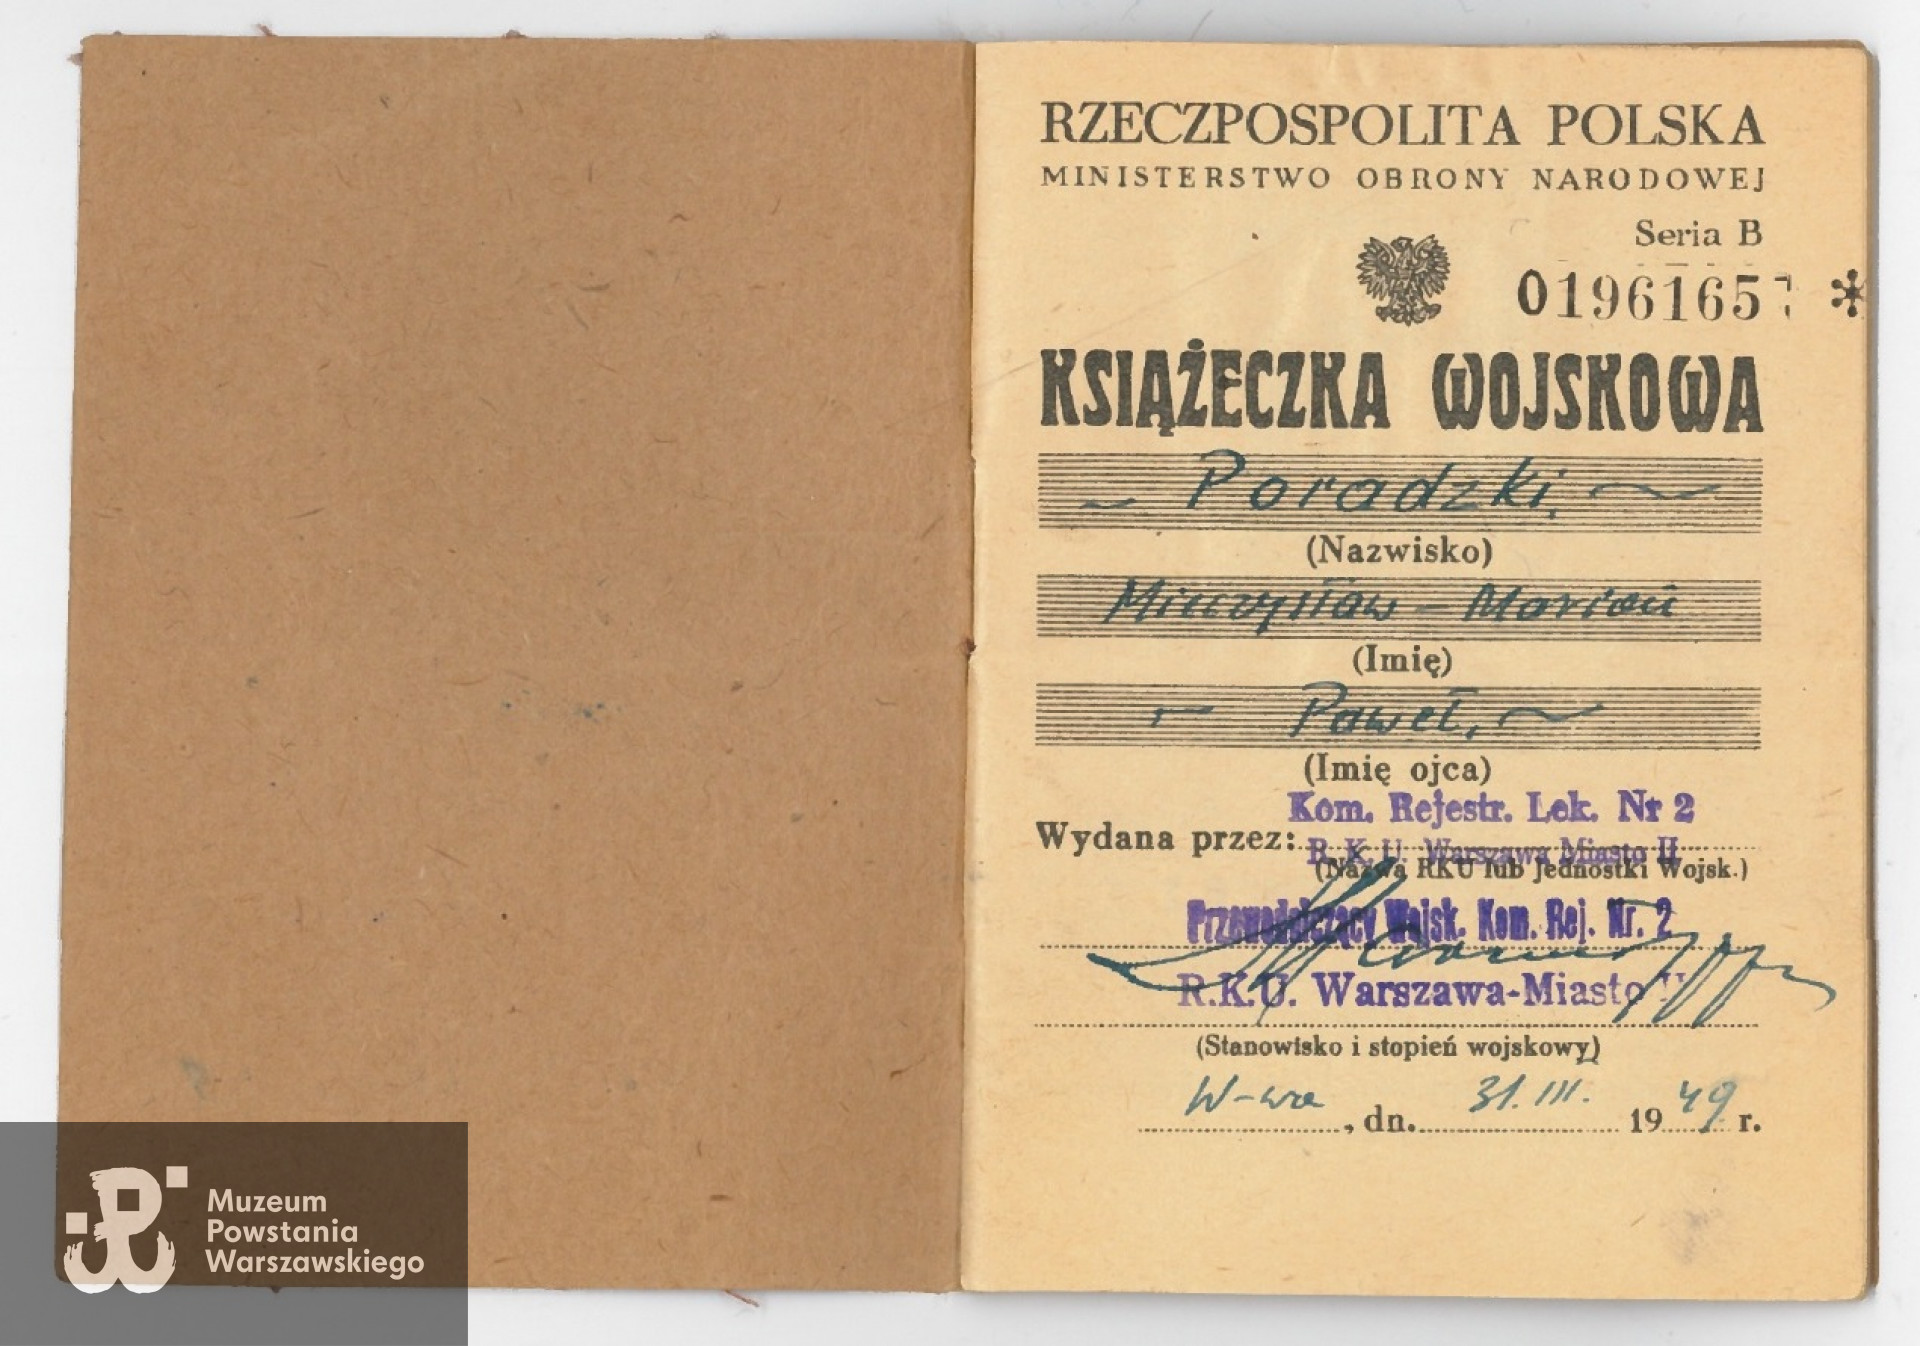 RZECZPOSPOLITA POLSKA
MINISTERSTWO OBRONY NARODOWEJ
Seria B
0196165
KSIĄŻECZKA WOJSKOWA
Poradzki.
(Nazwisko)
Mieczysław - Marian
(Imię)
Paweł.
(Imię ojca)
Kom. Rejestr. Lek. Nr 2
Wydana przez:
R. K. U. Warszawa Miasto II
(Nazwa RKU lub Jednostki Wojsk.)
Przewodniczący Wojsk. Kom. Rej. Nr. 2
R.K.U. Warszawa-Miasto II
(Stanowisko i stopień wojskowy)
W-wa, dn. 31. III. 1949 r.
Muzeum
Powstania
Warszawskiego